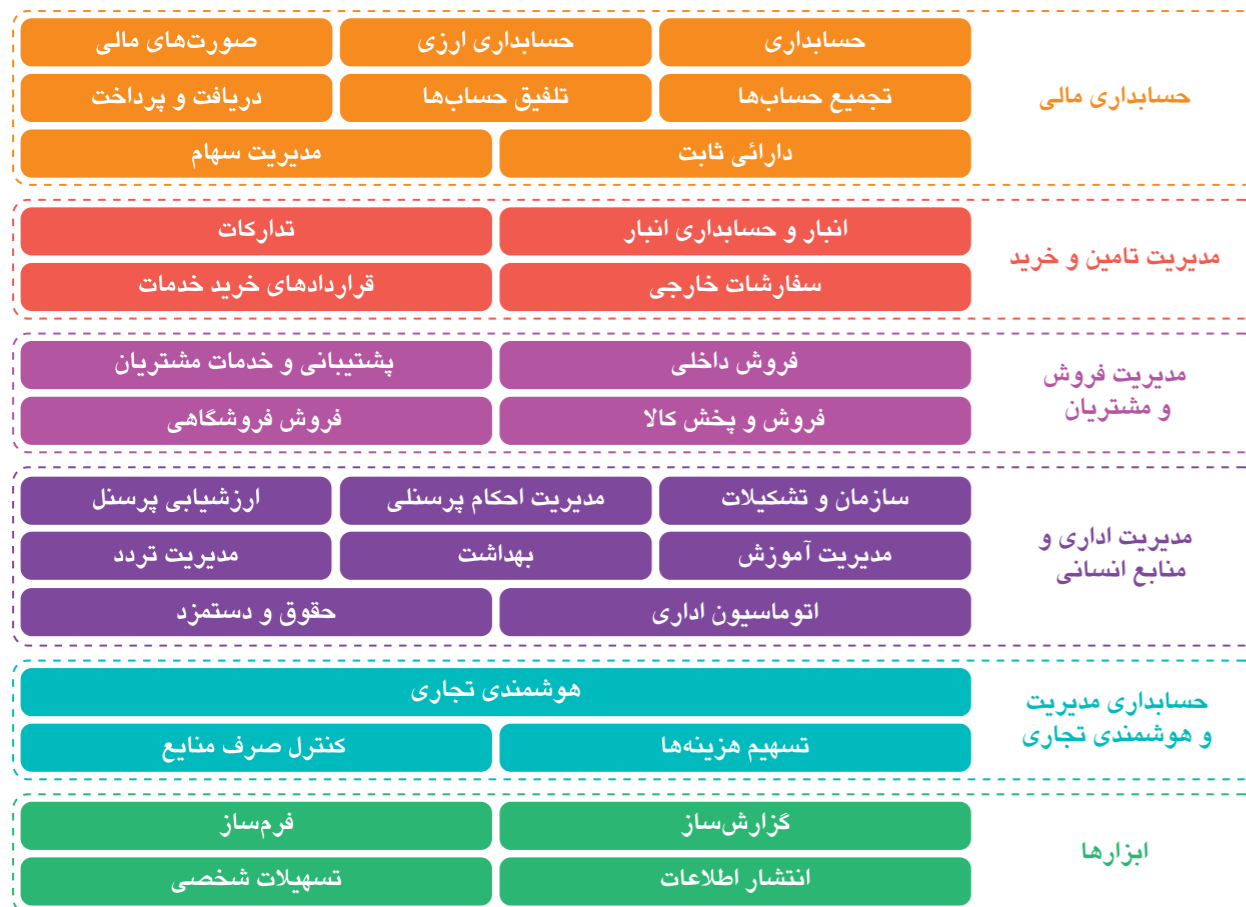 حسابداری مالی
حسابداری
حسابداری ارزی
صورت‌های مالی
تجمیع حساب‌ها
تلفیق حساب‌ها
دریافت و پرداخت
دارائی ثابت
مدیریت سهام
مدیریت تامین و خرید
انبار و حسابداری انبار
تدارکات
سفارشات خارجی
قراردادهای خرید خدمات
مدیریت فروش
و مشتریان
فروش داخلی
پشتیبانی و خدمات مشتریان
فروش و پخش کالا
فروش فروشگاهی
مدیریت اداری و
منابع انسانی
سازمان و تشکیلات
مدیریت احکام پرسنلی
ارزشیابی پرسنل
مدیریت آموزش
بهداشت
مدیریت تردد
اتوماسیون اداری
حقوق و دستمزد
حسابداری مدیریت
و هوشمندی تجاری
هوشمندی تجاری
تسهیم هزینه‌ها
کنترل صرف منابع
ابزارها
گزارش‌ساز
فرم‌ساز
انتشار اطلاعات
تسهیلات شخصی